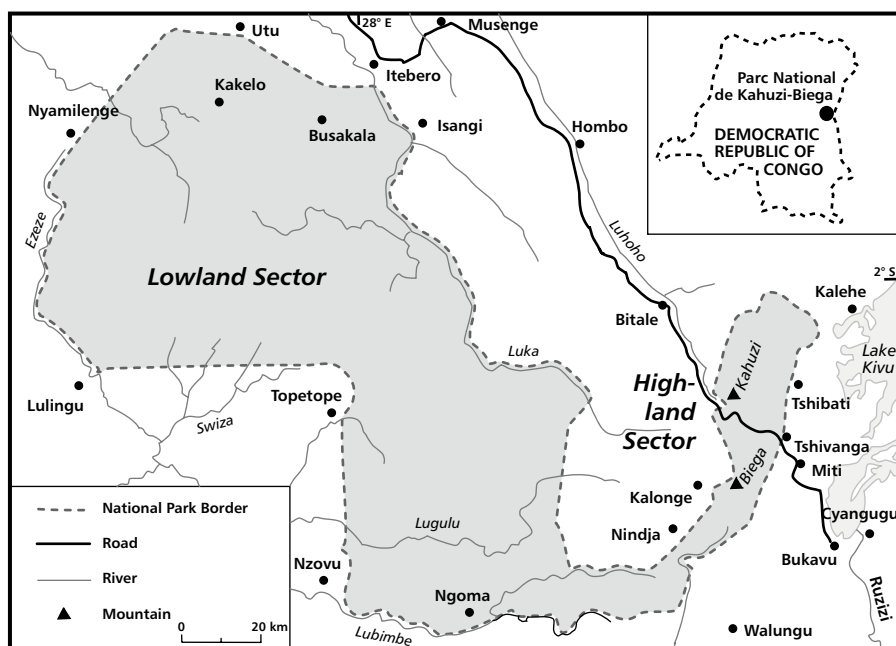 28° E
Musenge
Utu
Itebero
Kakelo
Nyamilenge
Busakala
Isangi
Hombo
Parc National
de Kahuzi-Biega
DEMOCRATIC
REPUBLIC OF
CONGO
Ezeze
Luhoho
Lowland Sector
2° S
Kalehe
Bitale
Lake
Kivu
Luka
Kahuzi
High-
land
Sector
Lulingu
Topetope
Tshibati
Swiza
Tshivanga
Miti
Biega
Kalonge
National Park Border
Road
River
Mountain
0
20 km
Lugulu
Nindja
Cyangugu
Nzovu
Bukavu
Ngoma
Ruzizi
Lubimbe
Walungu